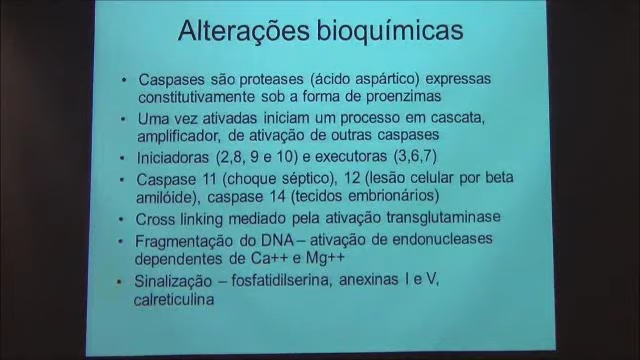 Alterações bioquímicas
• Caspases são proteases (ácido aspártico) expressas
constitutivamente sob a forma de proenzimas
• Uma vez ativadas iniciam um processo em cascata,
amplificador, de ativação de outras caspases
• Iniciadoras (2,8, 9 e 10) e executoras (3,6,7)
• Caspase 11 (choque séptico), 12 (lesão celular por beta
amilóide), caspase 14 (tecidos embrionários)
• Cross linking mediado pela ativação transglutaminase
• Fragmentação do DNA – ativação de endonucleases
dependentes de Ca++ e Mg++
• Sinalização – fosfatidilserina, anexinas I e V,
calreticulina